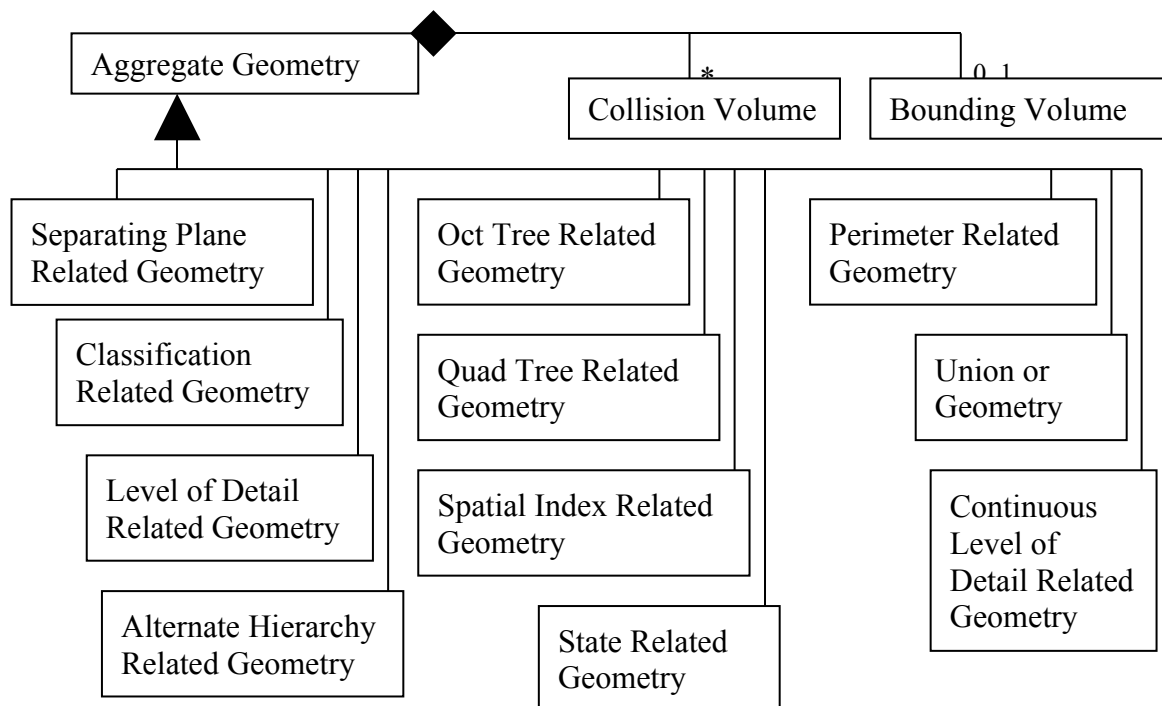 Aggregate Geometry
*
0..1
Collision Volume
Bounding Volume
Separating Plane
Related Geometry
Oct Tree Related
Geometry
Perimeter Related
Geometry
Classification
Related Geometry
Quad Tree Related
Geometry
Union or
Geometry
Level of Detail
Related Geometry
Spatial Index Related
Geometry
Continuous
Level of
Detail Related
Geometry
Alternate Hierarchy
Related Geometry
State Related
Geometry